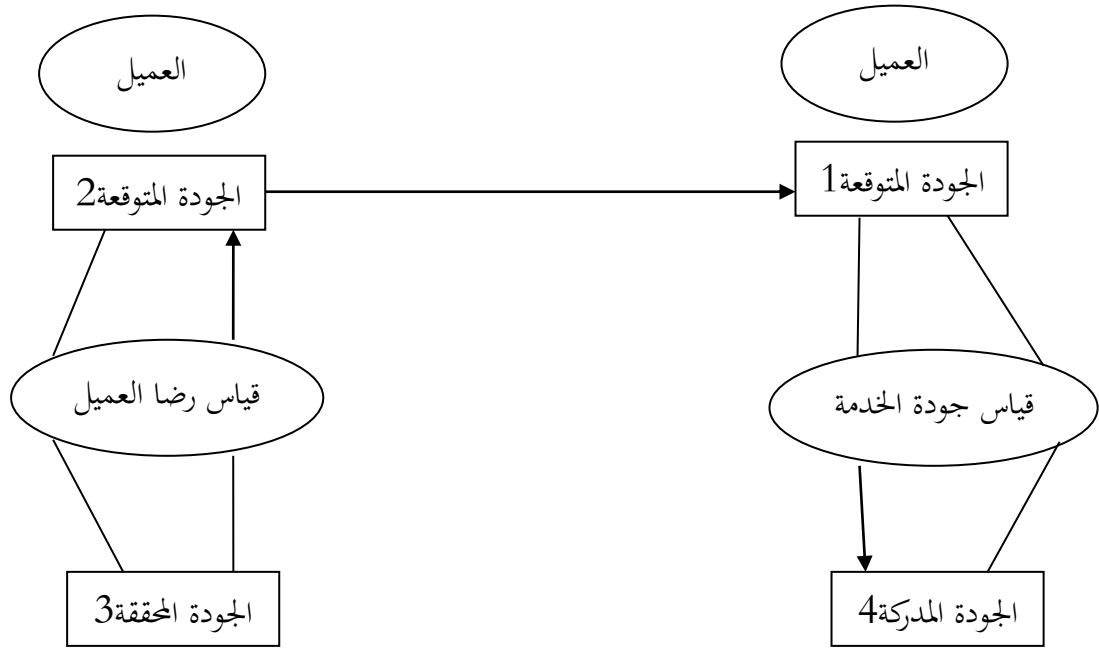 العميل
العميل
الجودة المتوقعة1
الجودة المتوقعة2
قياس جودة الخدمة
قياس رضا العميل
الجودة المدركة4
الجودة المحققة3